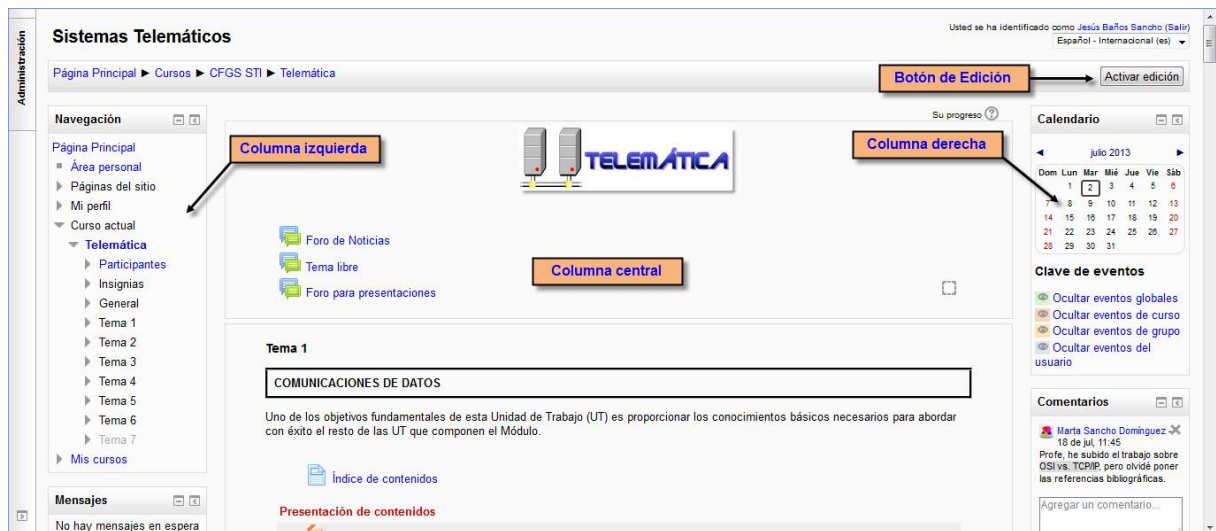 Administración
Sistemas Telemáticos
Usted se ha identificado como Jesús Baños Sancho (Salir)
Español - Internacional (es)
Página Principal ► Cursos ► CFGS STI ► Telemática
Botón de Edición
Activar edición
Navegación
Página Principal
Área personal
Páginas del sitio
Mi perfil
Curso actual
Telemática
Participantes
Insignias
General
Tema 1
Tema 2
Tema 3
Tema 4
Tema 5
Tema 6
Tema 7
Mis cursos
Mensajes
No hay mensajes en espera
Columna izquierda
Su progreso
TELEMÁTICA
Foro de Noticias
Tema libre
Foro para presentaciones
Columna central
Tema 1
COMUNICACIONES DE DATOS
Uno de los objetivos fundamentales de esta Unidad de Trabajo (UT) es proporcionar los conocimientos básicos necesarios para abordar
con éxito el resto de las UT que componen el Módulo.
Índice de contenidos
Presentación de contenidos
Columna derecha
Calendario
◄ julio 2013 ►
Dom Lun Mar Mié Jue Vie Sáb
1 2 3 4 5 6
7 8 9 10 11 12 13
14 15 16 17 18 19 20
21 22 23 24 25 26 27
28 29 30 31
Clave de eventos
Ocultar eventos globales
Ocultar eventos de curso
Ocultar eventos de grupo
Ocultar eventos del
usuario
Comentarios
Marta Sancho Domínguez
18 de jul, 11:45
Profe, he subido el trabajo sobre
OSI vs. TCP/IP, pero olvidé poner
las referencias bibliográficas.
Agregar un comentario...